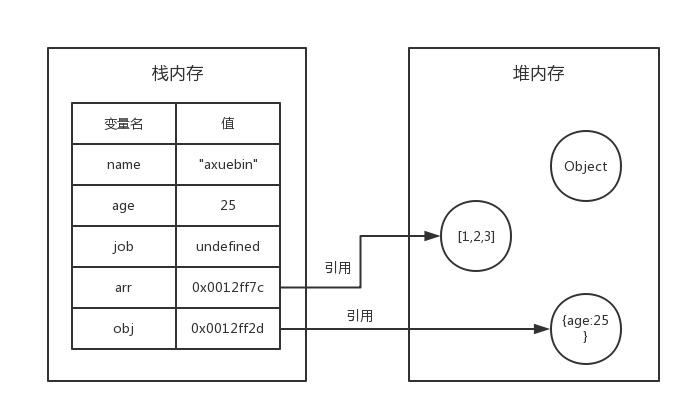 栈内存
变量名 值
name "axuebin"
age 25
job undefined
arr 0x0012ff7c
obj 0x0012ff2d
引用
引用
堆内存
Object
[1,2,3]
{age:25
}